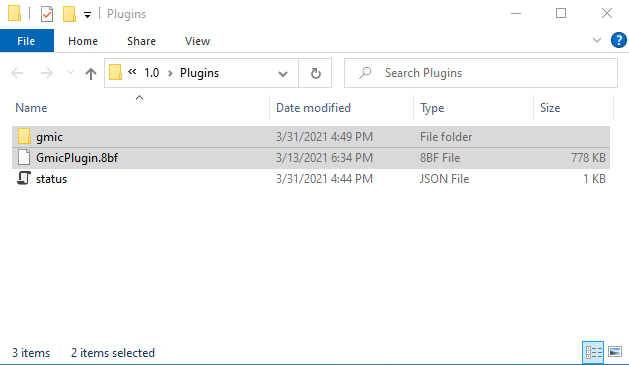 Plugins
File Home Share View
1.0 Plugins Search Plugins
Name Date modified Type Size
gmic 3/31/2021 4:49 PM File folder
GmicPlugin.8bf 3/13/2021 6:34 PM 8BF File 778 KB
status 3/31/2021 4:44 PM JSON File 1 KB
3 items 2 items selected